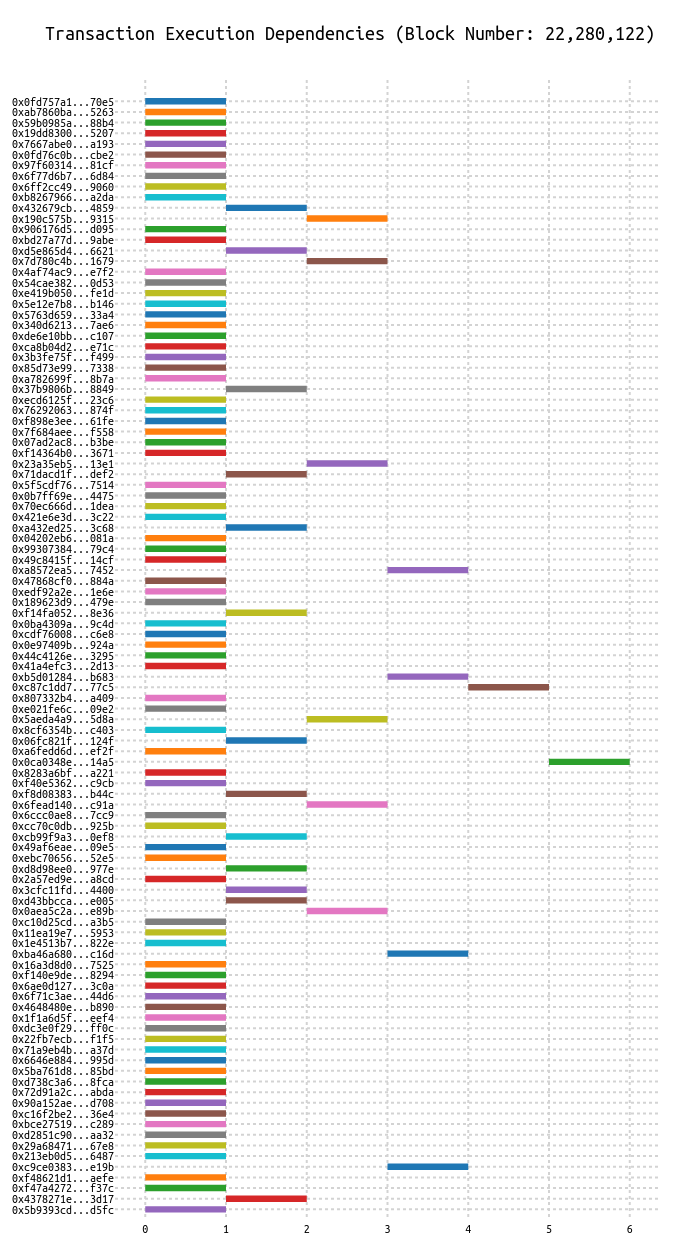 Transaction Execution Dependencies (Block Number: 22,280,122)
0x0fd757a1...70e5
0xab7860ba...5263
0x59b0985a...88b4
0x19dd8300...5207
0x7667abe0...a193
0x0fd76c0b...cbe2
0x97f60314...81cf
0x6f77d6b7...6d84
0x6ff2cc49...9060
0xb8267966...a2da
0x432679cb...4859
0x190c575b...9315
0x906176d5...d095
0xbd27a77d...9abe
0xd5e865d4...6621
0x7d780c4b...1679
0x4af74ac9...e7f2
0x54cae382...0d53
0xe419b050...fe1d
0x5e12e7b8...b146
0x5763d659...33a4
0x340d6213...7ae6
0xde6e10bb...c107
0xca8b04d2...e71c
0x3b3fe75f...f499
0x85d73e99...7338
0xa782699f...8b7a
0x37b9806b...8849
0xecd6125f...23c6
0x76292063...874f
0xf898e3ee...61fe
0x7f684aee...f558
0x07ad2ac8...b3be
0xf14364b0...3671
0x23a35eb5...13e1
0x71dacd1f...def2
0x5f5cdf76...7514
0x0b7ff69e...4475
0x70ec666d...1dea
0x421e6e3d...3c22
0xa432ed25...3c68
0x04202eb6...081a
0x99307384...79c4
0x49c8415f...14cf
0xa8572ea5...7452
0x47868cf0...884a
0xedf92a2e...1e6e
0x189623d9...479e
0xf14fa052...8e36
0x0ba4309a...9c4d
0xcdf76008...c6e8
0x0e97409b...924a
0x44c4126e...3295
0x41a4efc3...2d13
0xb5d01284...b683
0xc87c1dd7...77c5
0x807332b4...a409
0xe021fe6c...09e2
0x5aeda4a9...5d8a
0x8cf6354b...c403
0x06fc821f...124f
0xa6fedd6d...ef2f
0x0ca0348e...14a5
0x8283a6bf...a221
0xf40e5362...c9cb
0xf8d08383...b44c
0x6fead140...c91a
0x6ccc0ae8...7cc9
0xcc70c0db...925b
0xcb99f9a3...0ef8
0x49af6eae...09e5
0xebc70656...52e5
0xd8d98ee0...977e
0x2a57ed9e...a8cd
0x3cfc11fd...4400
0xd43bbcca...e005
0x0aea5c2a...e89b
0xc10d25cd...a3b5
0x11ea19e7...5953
0x1e4513b7...822e
0xba46a680...c16d
0x16a3d8d0...7525
0xf140e9de...8294
0x6ae0d127...3c0a
0x6f71c3ae...44d6
0x4648480e...b890
0x1f1a6d5f...eef4
0xdc3e0f29...ff0c
0x22fb7ecb...f1f5
0x71a9eb4b...a37d
0x6646e884...995d
0x5ba761d8...85bd
0xd738c3a6...8fca
0x72d91a2c...abda
0x90a152ae...d708
0xc16f2be2...36e4
0xbce27519...c289
0xd2851c90...aa32
0x29a68471...67e8
0x213eb0d5...6487
0xc9ce0383...e19b
0xf48621d1...aefe
0xf47a4272...f37c
0x4378271e...3d17
0x5b9393cd...d5fc
0 1 2 3 4 5 6